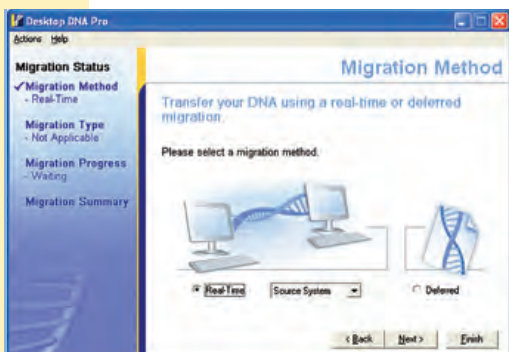 Desktop DNA Pro
Actions Help
Migration Status
Migration Method
- Real-Time
Migration Type
- Not Applicable
Migration Progress
- Waiting
Migration Summary
Migration Method
Transfer your DNA using a real-time or deferred
migration.
Please select a migration method.
Real-Time
Source System
Deferred
< Back
Next >
Finish